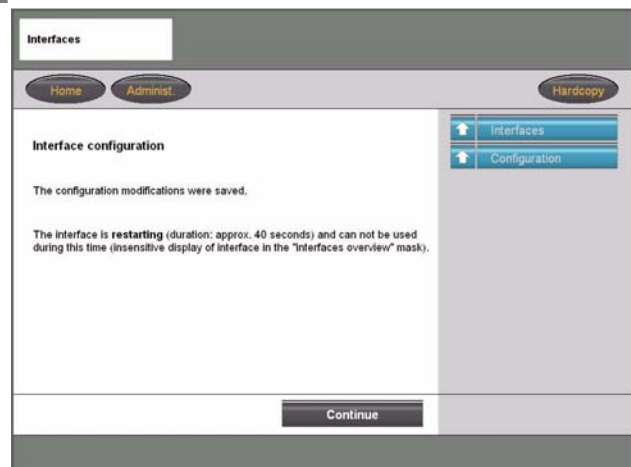 Interfaces
Home
Administ.
Hardcopy
Interface configuration
The configuration modifications were saved.
The interface is restarting (duration: approx. 40 seconds) and can not be used
during this time (insensitive display of interface in the "Interfaces overview" mask).
Interfaces
Configuration
Continue